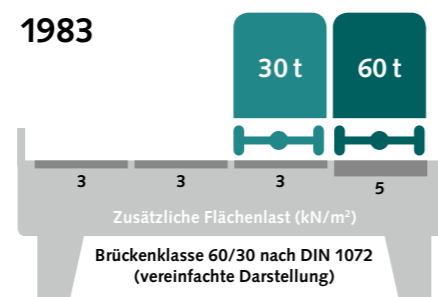 1983
30 t 60 t
3 3 3 5
Zusätzliche Flächenlast (kN/m²)
Brückenklasse 60/30 nach DIN 1072
(vereinfachte Darstellung)